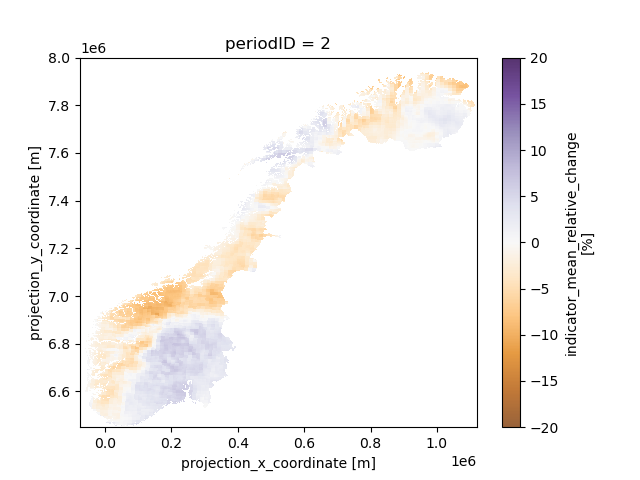 periodID = 2
1e6
8.0
7.8
7.6
7.4
7.2
7.0
6.8
6.6
projection_y_coordinate [m]
0.0 0.2 0.4 0.6 0.8 1.0
projection_x_coordinate [m]
1e6
20
15
10
5
0
−5
−10
−15
−20
indicator_mean_relative_change
[%]